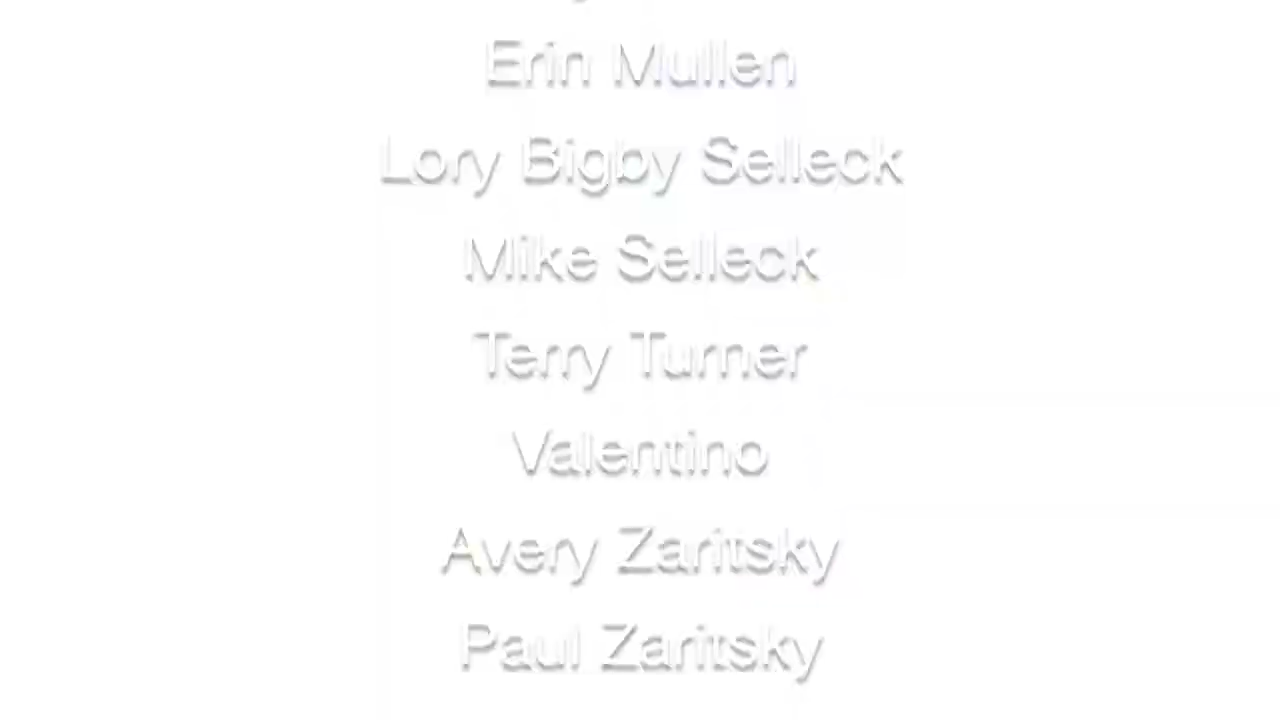 Erin Mullen
Lory Bigby Selleck
Mike Selleck
Terry Turner
Valentino
Avery Zaritsky
Paul Zaritsky